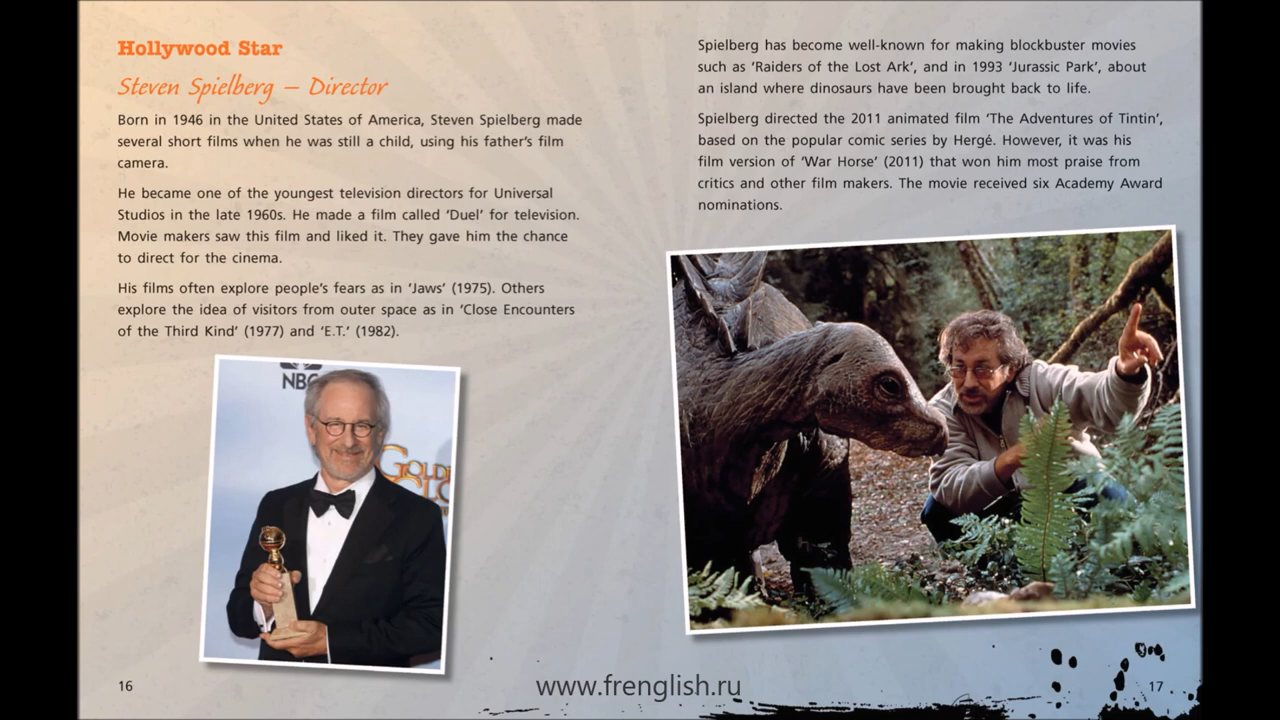 Hollywood Star
Steven Spielberg – Director
Born in 1946 in the United States of America, Steven Spielberg made
several short films when he was still a child, using his father's film
camera.
He became one of the youngest television directors for Universal
Studios in the late 1960s. He made a film called 'Duel' for television.
Movie makers saw this film and liked it. They gave him the chance
to direct for the cinema.
His films often explore people's fears as in 'Jaws' (1975). Others
explore the idea of visitors from outer space as in 'Close Encounters
of the Third Kind' (1977) and 'E.T.' (1982).
NBC
GOLD
16
Spielberg has become well-known for making blockbuster movies
such as 'Raiders of the Lost Ark', and in 1993 'Jurassic Park', about
an island where dinosaurs have been brought back to life.
Spielberg directed the 2011 animated film 'The Adventures of Tintin',
based on the popular comic series by Hergé. However, it was his
film version of 'War Horse' (2011) that won him most praise from
critics and other film makers. The movie received six Academy Award
nominations.
www.frenglish.ru
17